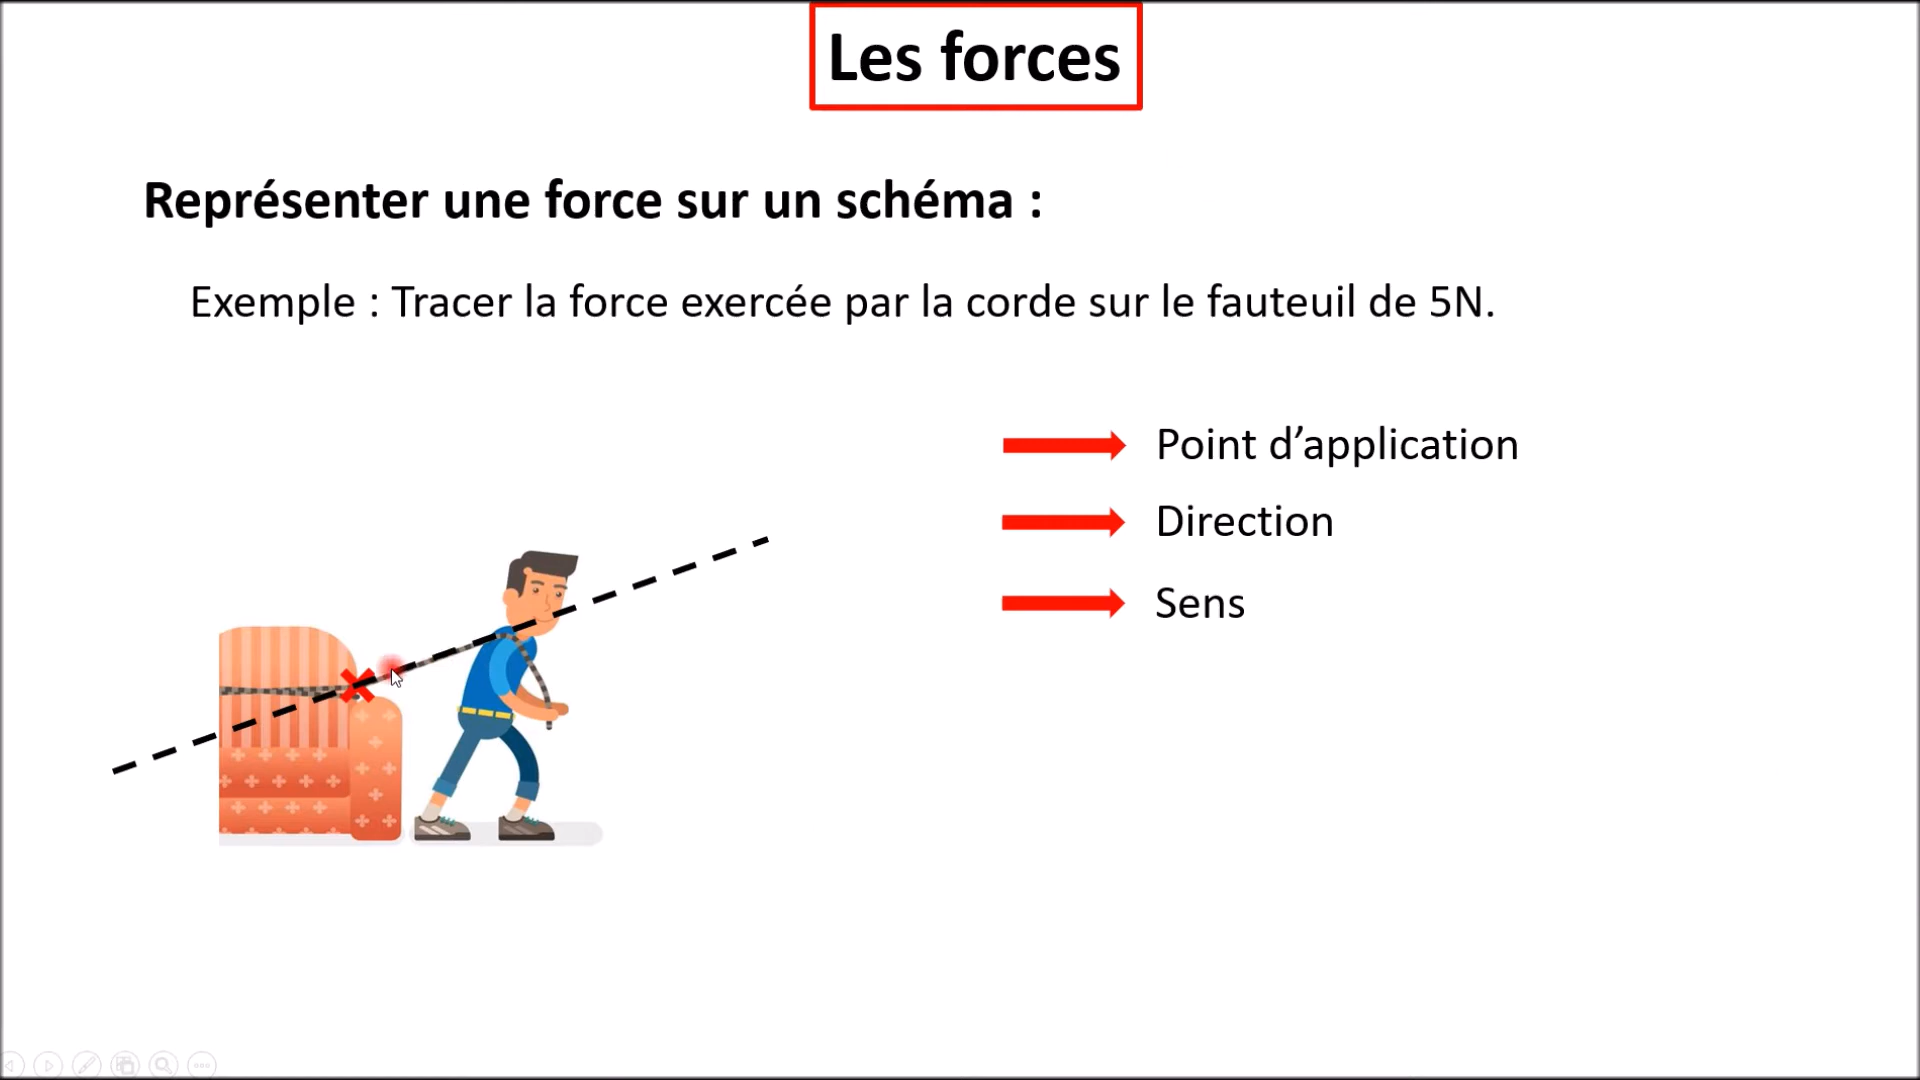 Les forces
Représenter une force sur un schéma :
Exemple : Tracer la force exercée par la corde sur le fauteuil de 5N.
Point d’application
Direction
Sens